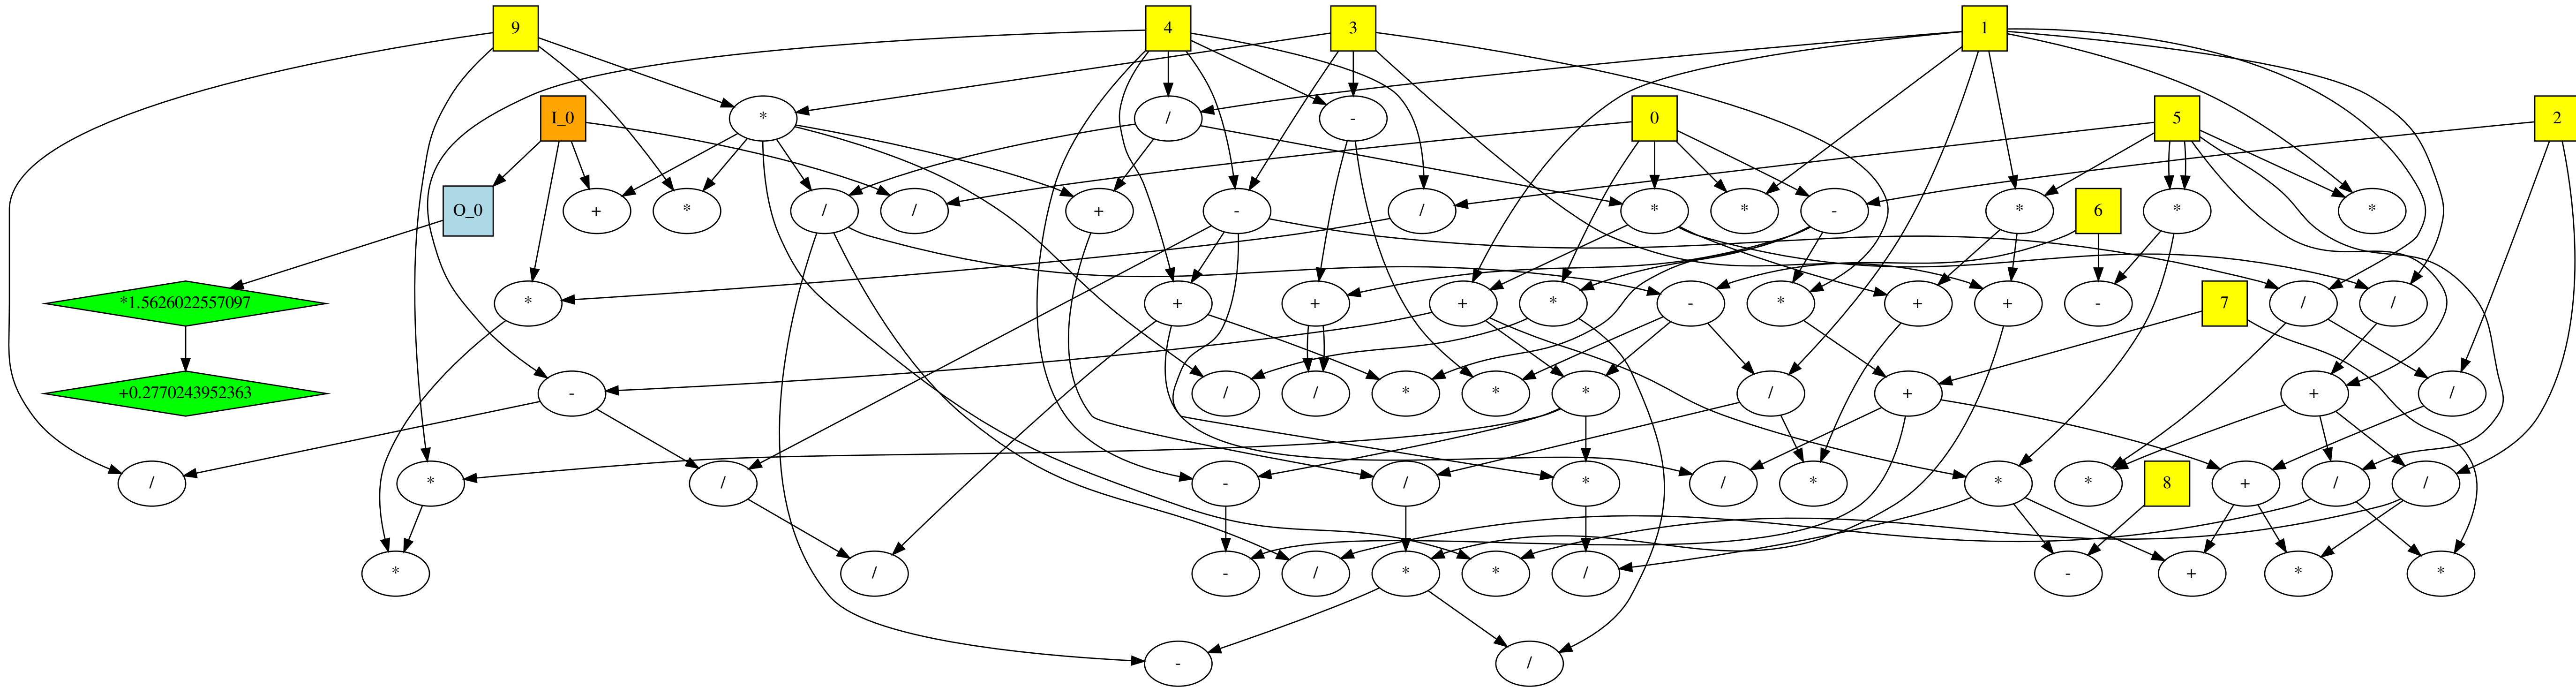 9 4 3 1
I_0 * / - 0 5 2
O_0 + * / / + - / * * - * 6 * *
*1.5626022557097 * + + + * - * + + - 7 / /
+0.2770243952363 - / / * * * / + + /
/ * / - / * / * * * 8 + / /
* / - / * * / - + * *
- /